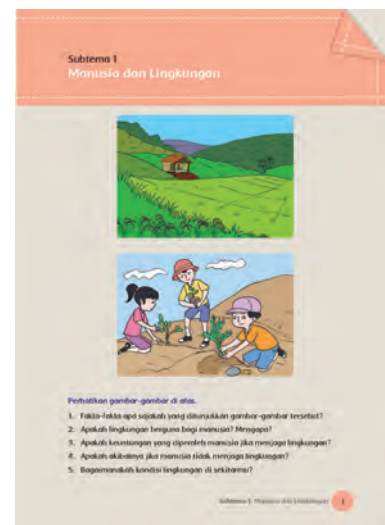 Subtema 1
Manusia dan Lingkungan
Perhatikan gambar-gambar di atas.
1. Fakta-fakta apa sajakah yang ditunjukkan gambar-gambar tersebut?
2. Apakah lingkungan berguna bagi manusia? Mengapa?
3. Apakah keuntungan yang diperoleh manusia jika menjaga lingkungan?
4. Apakah akibatnya jika manusia tidak menjaga lingkungan?
5. Bagaimanakah kondisi lingkungan di sekitarmu?
Subtema 1: Manusia dan Lingkungan 1